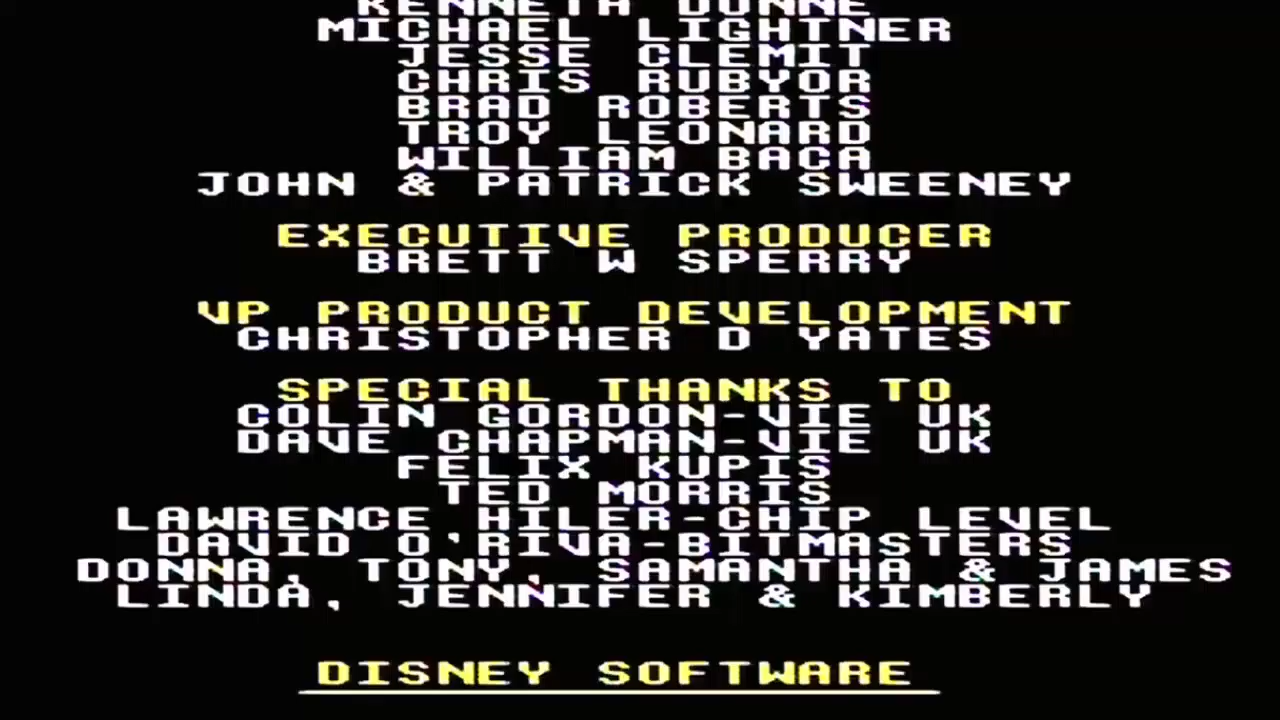 KENNETH DUNNE
MICHAEL LIGHTNER
JESSE CLEMIT
CHRIS RUBYOR
BRAD ROBERTS
TROY LEONARD
WILLIAM BACA
JOHN & PATRICK SWEENEY
EXECUTIVE PRODUCER
BRETT W SPERRY
VP PRODUCT DEVELOPMENT
CHRISTOPHER D YATES
SPECIAL THANKS TO
COLIN GORDON-VIE UK
DAVE CHAPMAN-VIE UK
FELIX KUPIS
TED MORRIS
LAWRENCE HILER-CHIP LEVEL
DAVID O'RIVA-BITMASTERS
DONNA, TONY, SAMANTHA & JAMES
LINDA, JENNIFER & KIMBERLY
DISNEY SOFTWARE